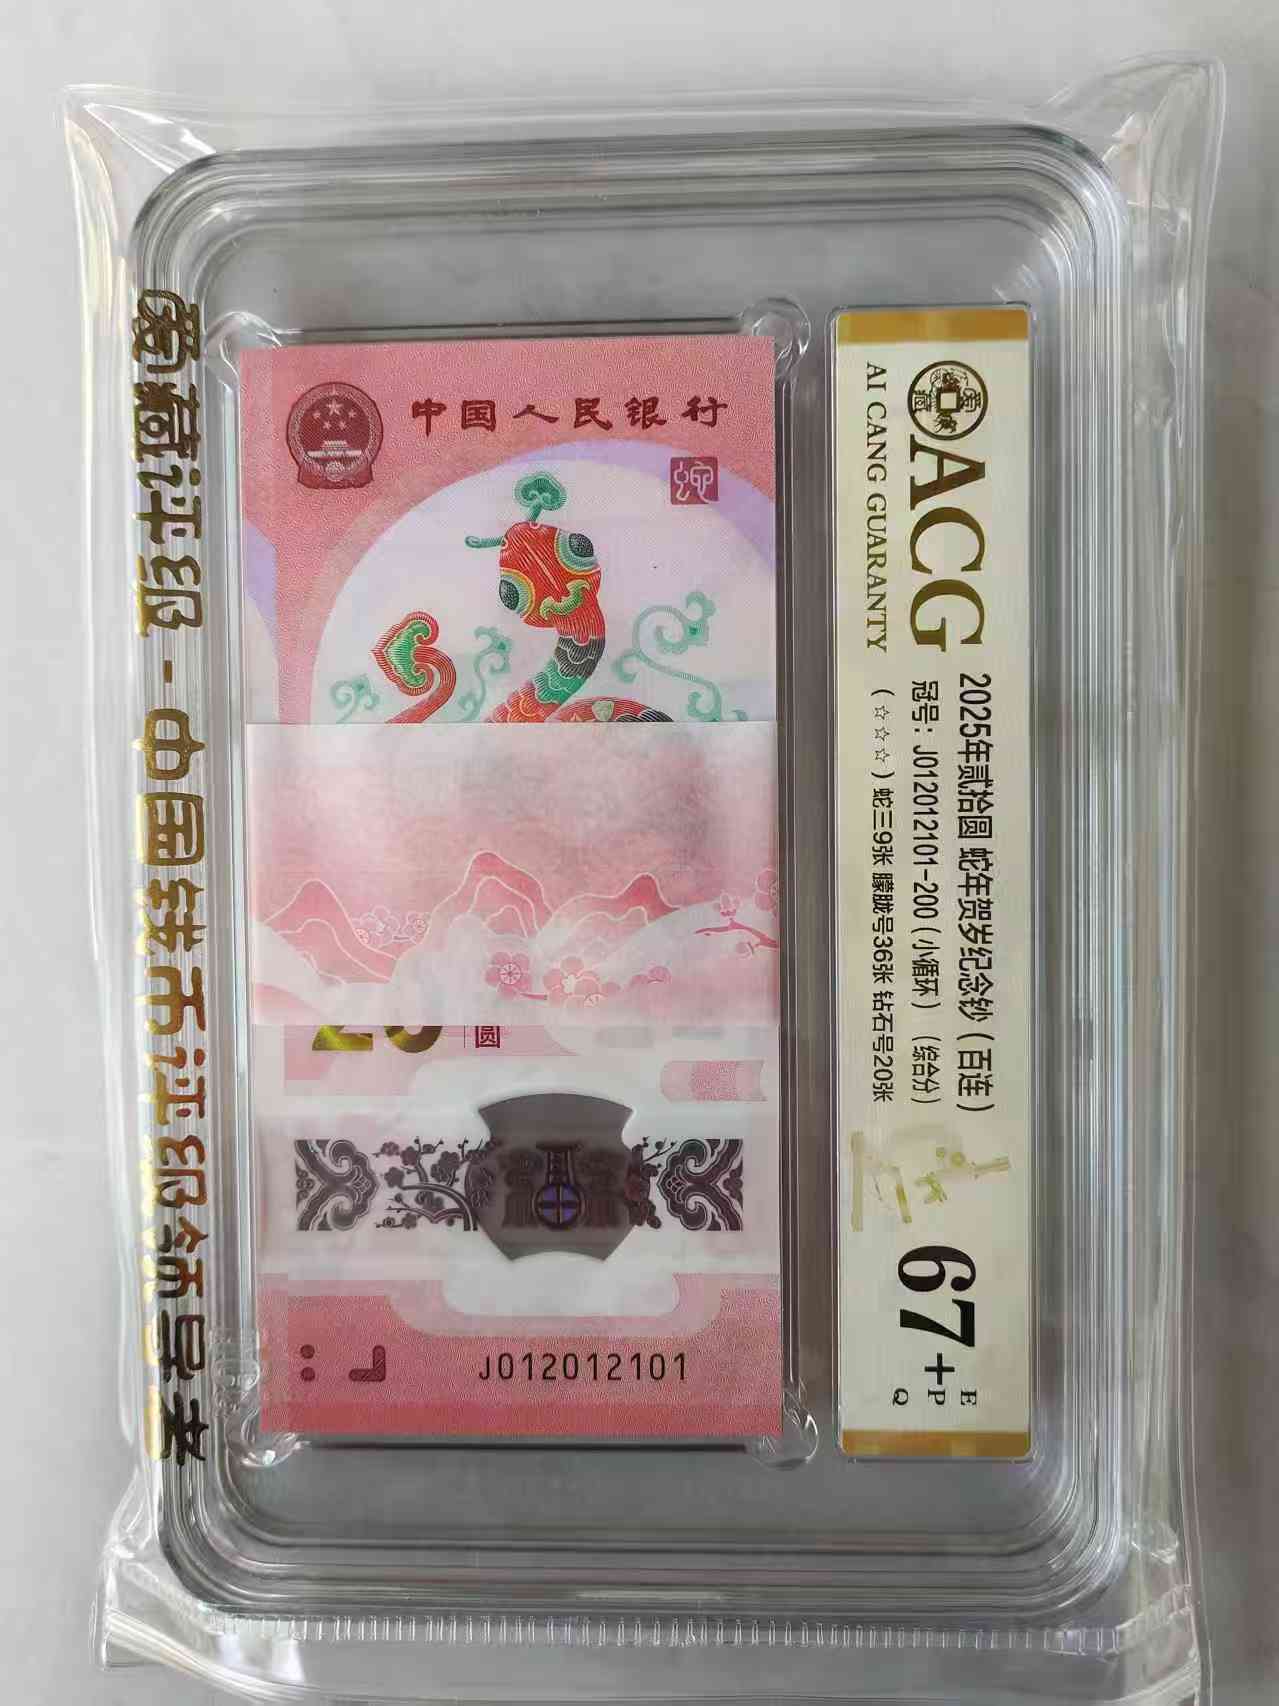 爱藏评级 - 中国钱币评级领导者
中国人民银行
蛇
20
圆
J012012101
ACG
AI CANG GUARANTY
2025年贰拾圆 蛇年贺岁纪念钞（百连）
冠号：J012012101-200（小循环）（综合分）
（☆☆☆）蛇三9张 朦胧号36张 钻石号20张
67+
E
P
Q